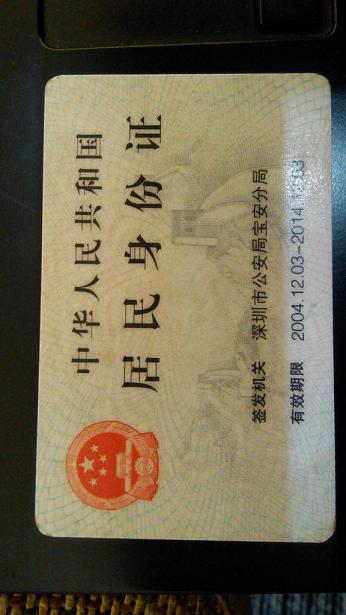 中华人民共和国
居民身份证
签发机关 深圳市公安局宝安分局
有效期限 2004.12.03-2014